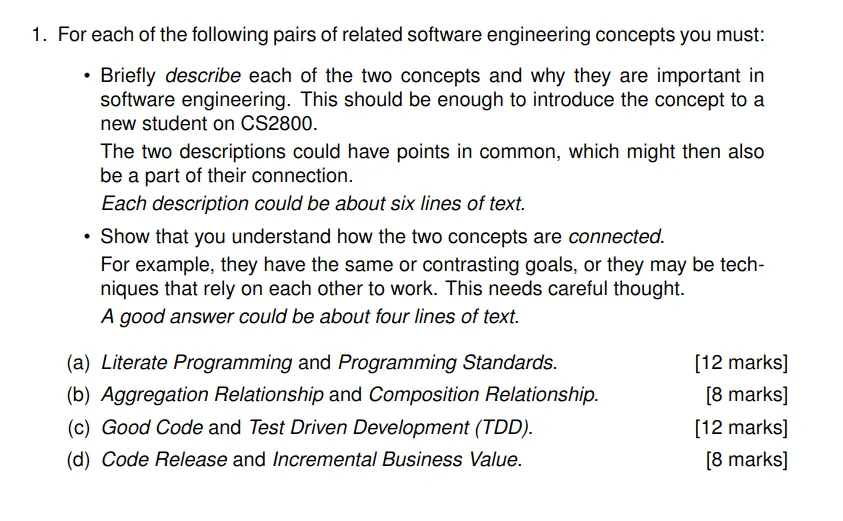 1. For each of the following pairs of related software engineering concepts you must:
• Briefly describe each of the two concepts and why they are important in
software engineering. This should be enough to introduce the concept to a
new student on CS2800.
The two descriptions could have points in common, which might then also
be a part of their connection.
Each description could be about six lines of text.
• Show that you understand how the two concepts are connected.
For example, they have the same or contrasting goals, or they may be tech-
niques that rely on each other to work. This needs careful thought.
A good answer could be about four lines of text.
(a) Literate Programming and Programming Standards. [12 marks]
(b) Aggregation Relationship and Composition Relationship. [8 marks]
(c) Good Code and Test Driven Development (TDD). [12 marks]
(d) Code Release and Incremental Business Value. [8 marks]